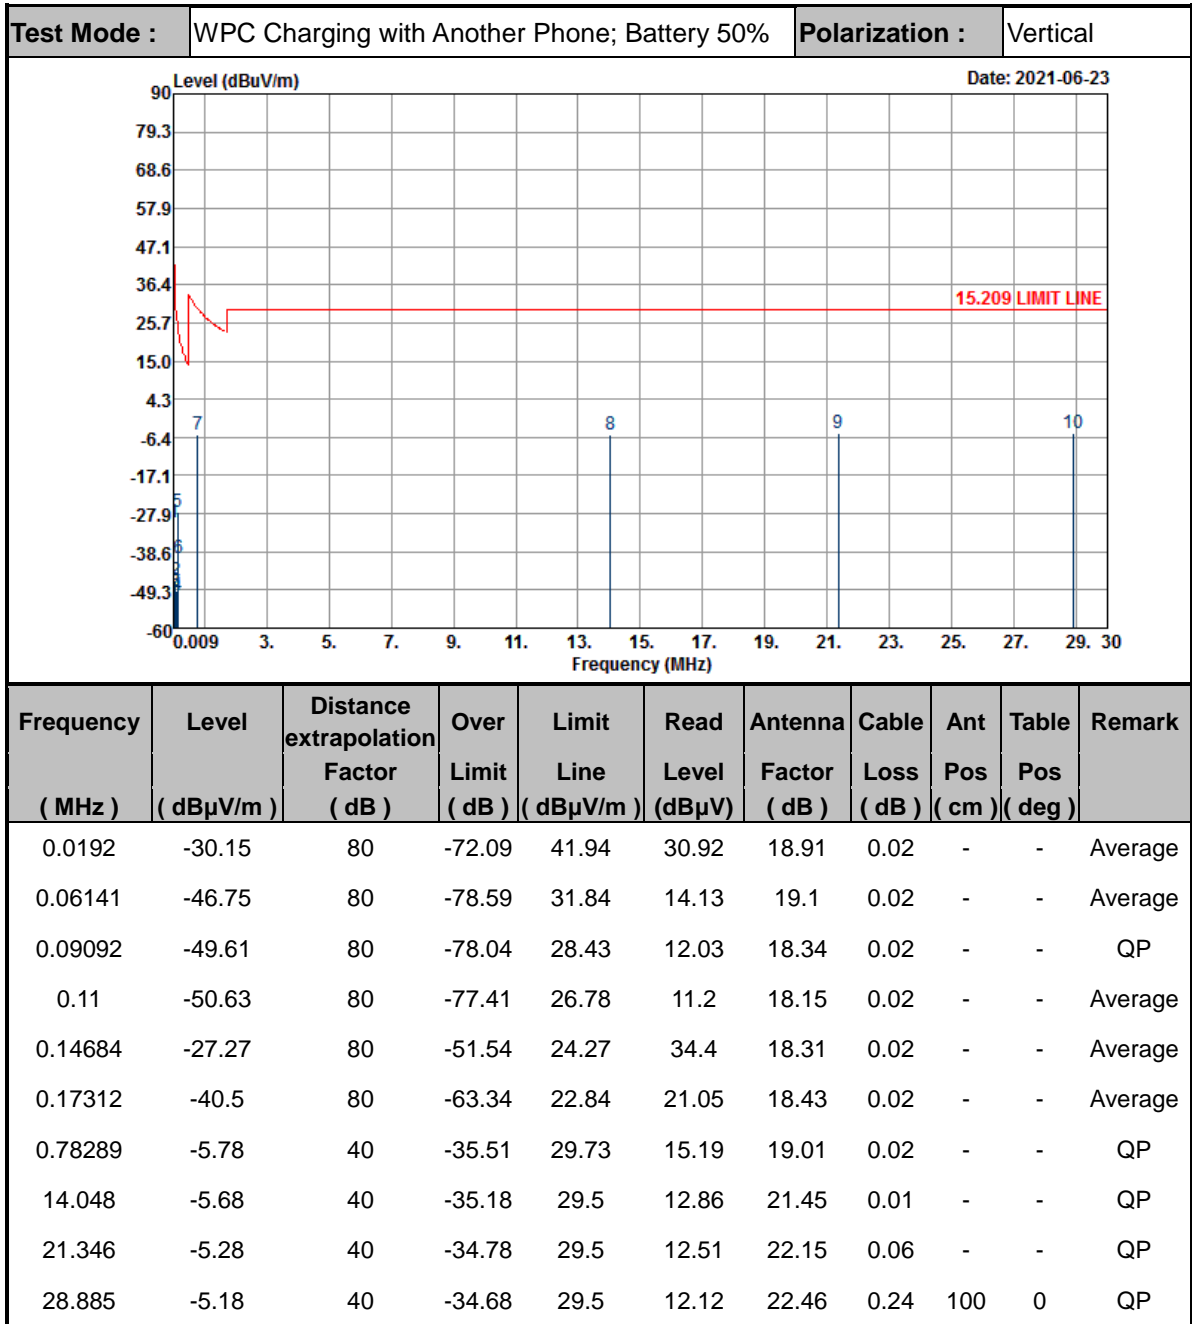 Test Mode : WPC Charging with Another Phone; Battery 50% Polarization : Vertical
Level (dBuV/m) Date: 2021-06-23
90
79.3
68.6
57.9
47.1
36.4
15.209 LIMIT LINE
25.7
15.0
4.3
7 8 9 10
-6.4
-17.1
5
-27.9
6
-38.6
2
-49.3
-60
0.009 3. 5. 7. 9. 11. 13. 15. 17. 19. 21. 23. 25. 27. 29. 30
Frequency (MHz)
Frequency Level Distance extrapolation Over Limit Read Antenna Cable Ant Table Remark
Factor Limit Line Level Factor Loss Pos Pos
( MHz ) ( dBµV/m ) ( dB ) ( dB ) ( dBµV/m ) (dBµV) ( dB ) ( dB ) ( cm ) ( deg )
0.0192 -30.15 80 -72.09 41.94 30.92 18.91 0.02 - - Average
0.06141 -46.75 80 -78.59 31.84 14.13 19.1 0.02 - - Average
0.09092 -49.61 80 -78.04 28.43 12.03 18.34 0.02 - - QP
0.11 -50.63 80 -77.41 26.78 11.2 18.15 0.02 - - Average
0.14684 -27.27 80 -51.54 24.27 34.4 18.31 0.02 - - Average
0.17312 -40.5 80 -63.34 22.84 21.05 18.43 0.02 - - Average
0.78289 -5.78 40 -35.51 29.73 15.19 19.01 0.02 - - QP
14.048 -5.68 40 -35.18 29.5 12.86 21.45 0.01 - - QP
21.346 -5.28 40 -34.78 29.5 12.51 22.15 0.06 - - QP
28.885 -5.18 40 -34.68 29.5 12.12 22.46 0.24 100 0 QP